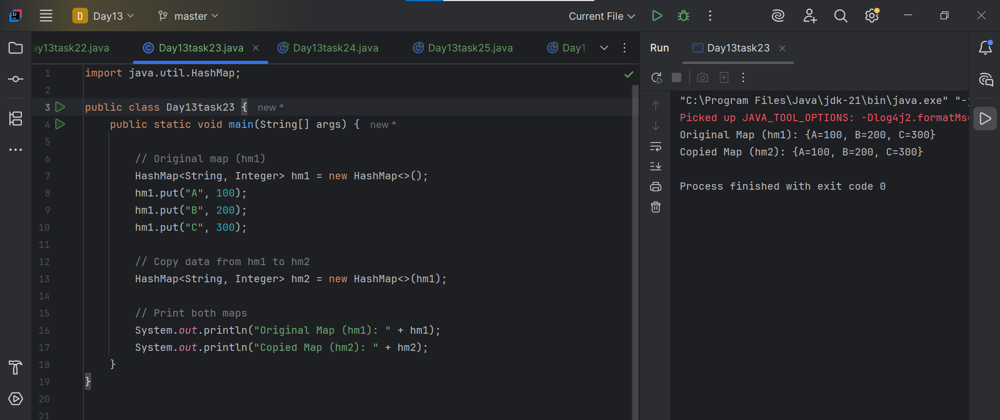 D Day13 master Current File
ay13task22.java Day13task23.java Day13task24.java Day13task25.java Day1
Run Day13task23
1 import java.util.HashMap;
2
3 public class Day13task23 { new *
4 public static void main(String[] args) { new *
5
6 // Original map (hm1)
7 HashMap<String, Integer> hm1 = new HashMap<>();
8 hm1.put("A", 100);
9 hm1.put("B", 200);
10 hm1.put("C", 300);
11
12 // Copy data from hm1 to hm2
13 HashMap<String, Integer> hm2 = new HashMap<>(hm1);
14
15 // Print both maps
16 System.out.println("Original Map (hm1): " + hm1);
17 System.out.println("Copied Map (hm2): " + hm2);
18 }
19 }
20
21
"C:\Program Files\Java\jdk-21\bin\java.exe" "-
Picked up JAVA_TOOL_OPTIONS: -Dlog4j2.formatMs
Original Map (hm1): {A=100, B=200, C=300}
Copied Map (hm2): {A=100, B=200, C=300}
Process finished with exit code 0